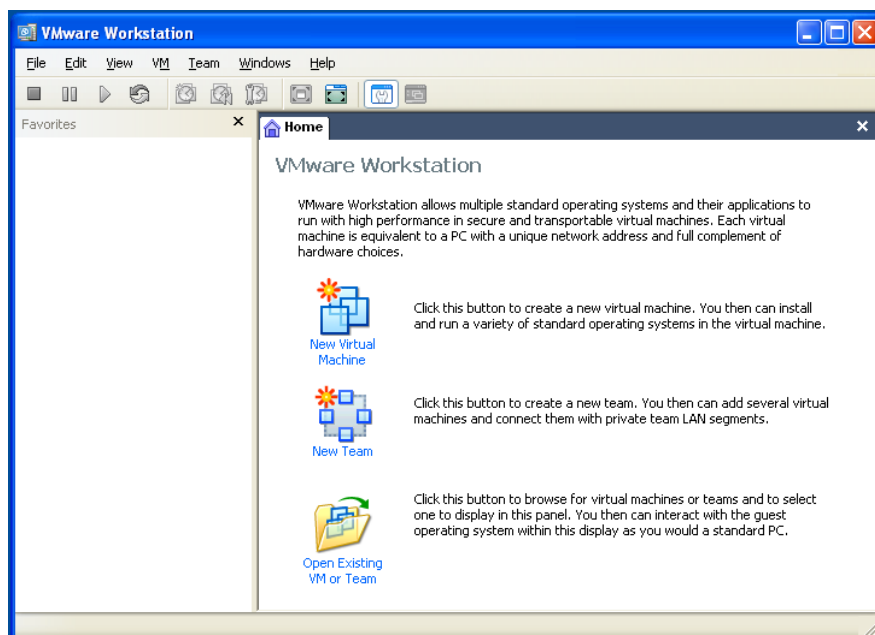 VMware Workstation
File Edit View VM Team Windows Help
Favorites
Home
VMware Workstation
VMware Workstation allows multiple standard operating systems and their applications to
run with high performance in secure and transportable virtual machines. Each virtual
machine is equivalent to a PC with a unique network address and full complement of
hardware choices.
New Virtual
Machine
Click this button to create a new virtual machine. You then can install
and run a variety of standard operating systems in the virtual machine.
New Team
Click this button to create a new team. You then can add several virtual
machines and connect them with private team LAN segments.
Open Existing
VM or Team
Click this button to browse for virtual machines or teams and to select
one to display in this panel. You then can interact with the guest
operating system within this display as you would a standard PC.